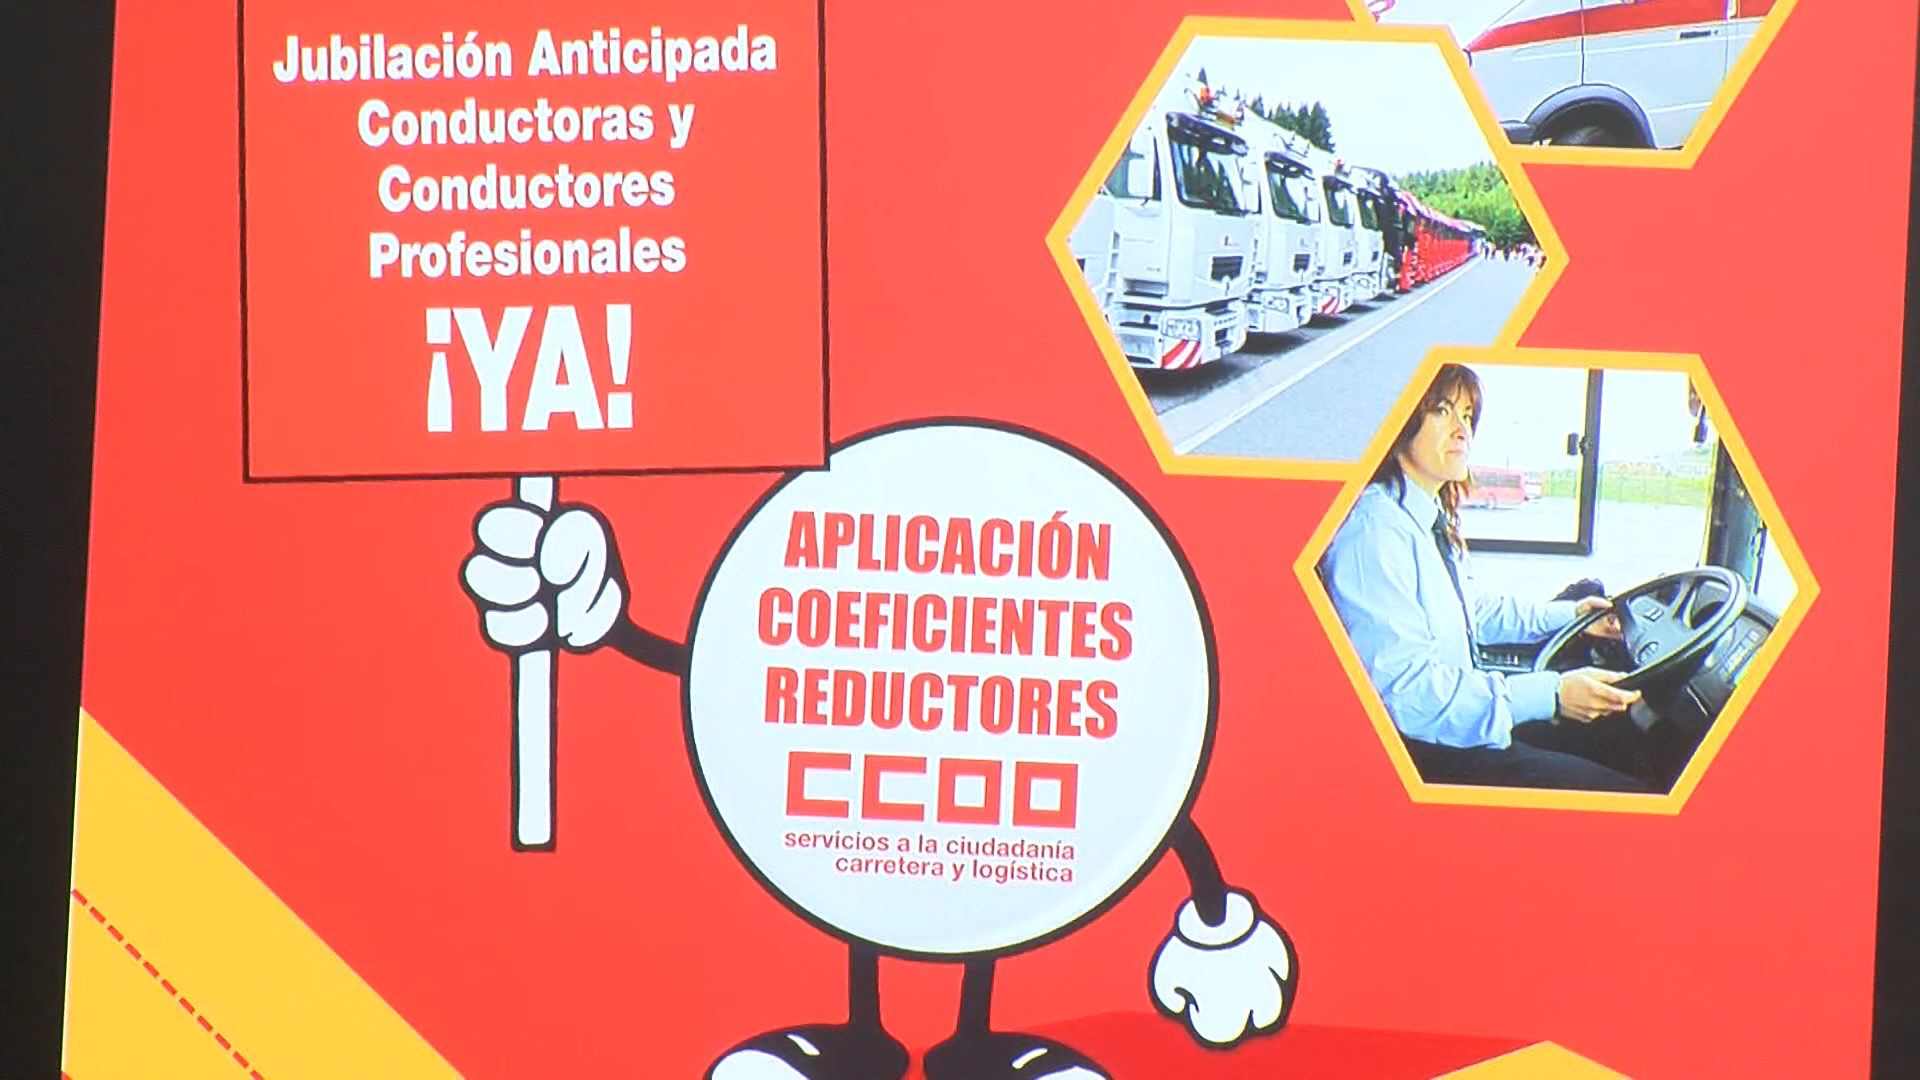 Jubilación Anticipada
Conductoras y
Conductores
Profesionales
¡YA!
APLICACIÓN
COEFICIENTES
REDUCTORES
CCOO
servicios a la ciudadanía
carretera y logística